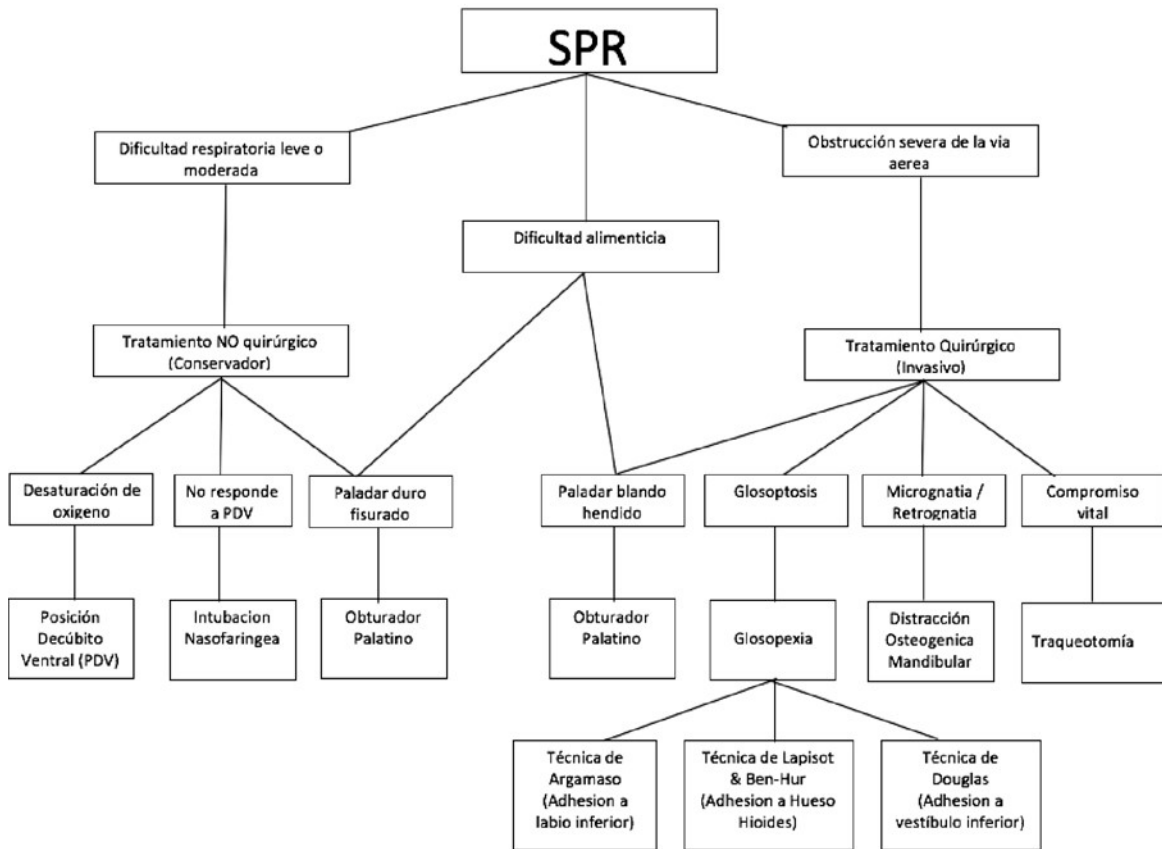 SPR
Dificultad respiratoria leve o
moderada
Obstrucción severa de la via
aerea
Dificultad alimenticia
Tratamiento NO quirúrgico
(Conservador)
Tratamiento Quirúrgico
(Invasivo)
Desaturación de
oxigeno
No responde
a PDV
Paladar duro
fisurado
Paladar blando
hendido
Glosoptosis
Micrognatia /
Retrognatia
Compromiso
vital
Posición
Decúbito
Ventral (PDV)
Intubacion
Nasofaringea
Obturador
Palatino
Obturador
Palatino
Glosopexia
Distracción
Osteogenica
Mandibular
Traqueotomía
Técnica de
Argamaso
(Adhesion a
labio inferior)
Técnica de Lapisot
& Ben-Hur
(Adhesion a Hueso
Hioides)
Técnica de
Douglas
(Adhesion a
vestíbulo inferior)